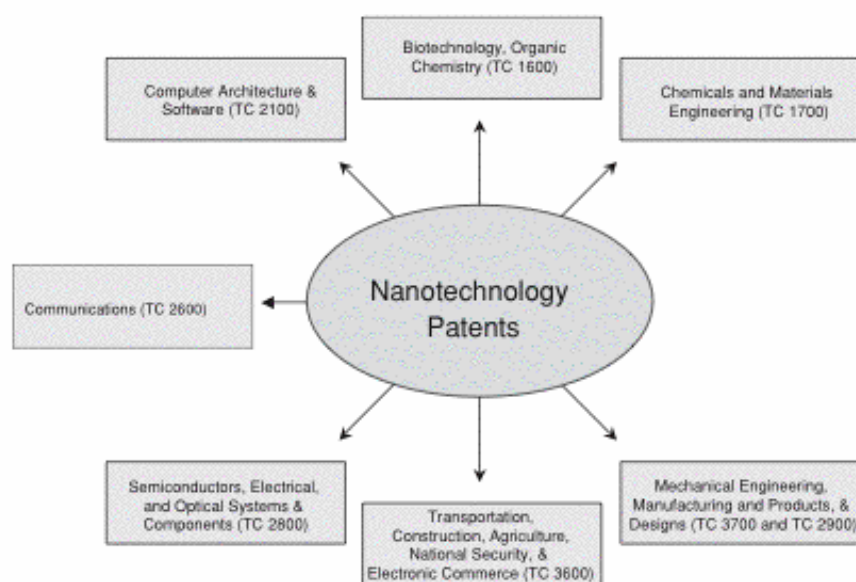 Biotechnology, Organic
Chemistry (TC 1600)
Computer Architecture &
Software (TC 2100)
Chemicals and Materials
Engineering (TC 1700)
Communications (TC 2600)
Nanotechnology
Patents
Semiconductors, Electrical,
and Optical Systems &
Components (TC 2800)
Transportation,
Construction, Agriculture,
National Security, &
Electronic Commerce (TC 3600)
Mechanical Engineering,
Manufacturing and Products, &
Designs (TC 3700 and TC 2900)